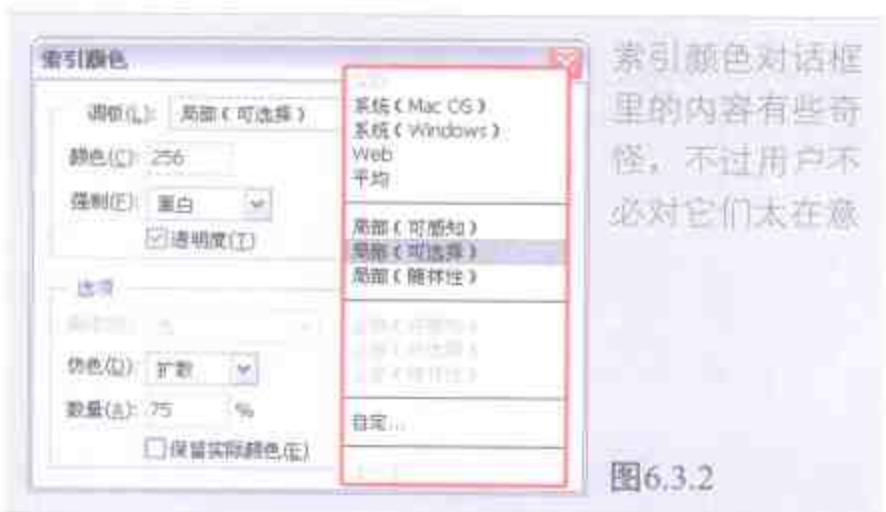 索引颜色
调板(L): 局部(可选择)
颜色(C): 256
强制(F): 黑白
透明度(T)
选项
仿色(D): 扩散
数量(A): 75 %
保留实际颜色(E)
系统(Mac OS)
系统(Windows)
Web
平均
局部(可感知)
局部(可选择)
局部(随样性)
自定...
索引颜色对话框
里的内容有些奇
怪，不过用户不
必对它们太在意
图6.3.2